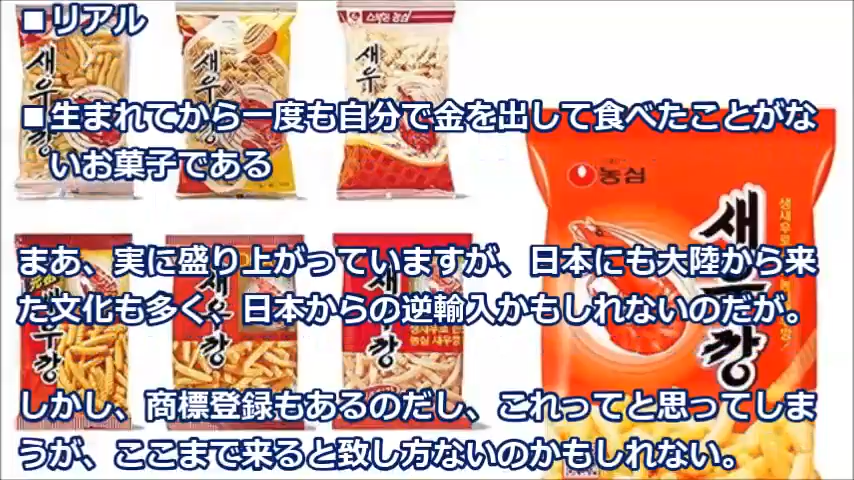 ■リアル
■生まれてから一度も自分で金を出して食べたことがな
いお菓子である
まあ、実に盛り上がっていますが、日本にも大陸から来
た文化も多く、日本からの逆輸入かもしれないのだが。
しかし、商標登録もあるのだし、これってと思ってしま
うが、ここまで来ると致し方ないのかもしれない。
농심
새우깡